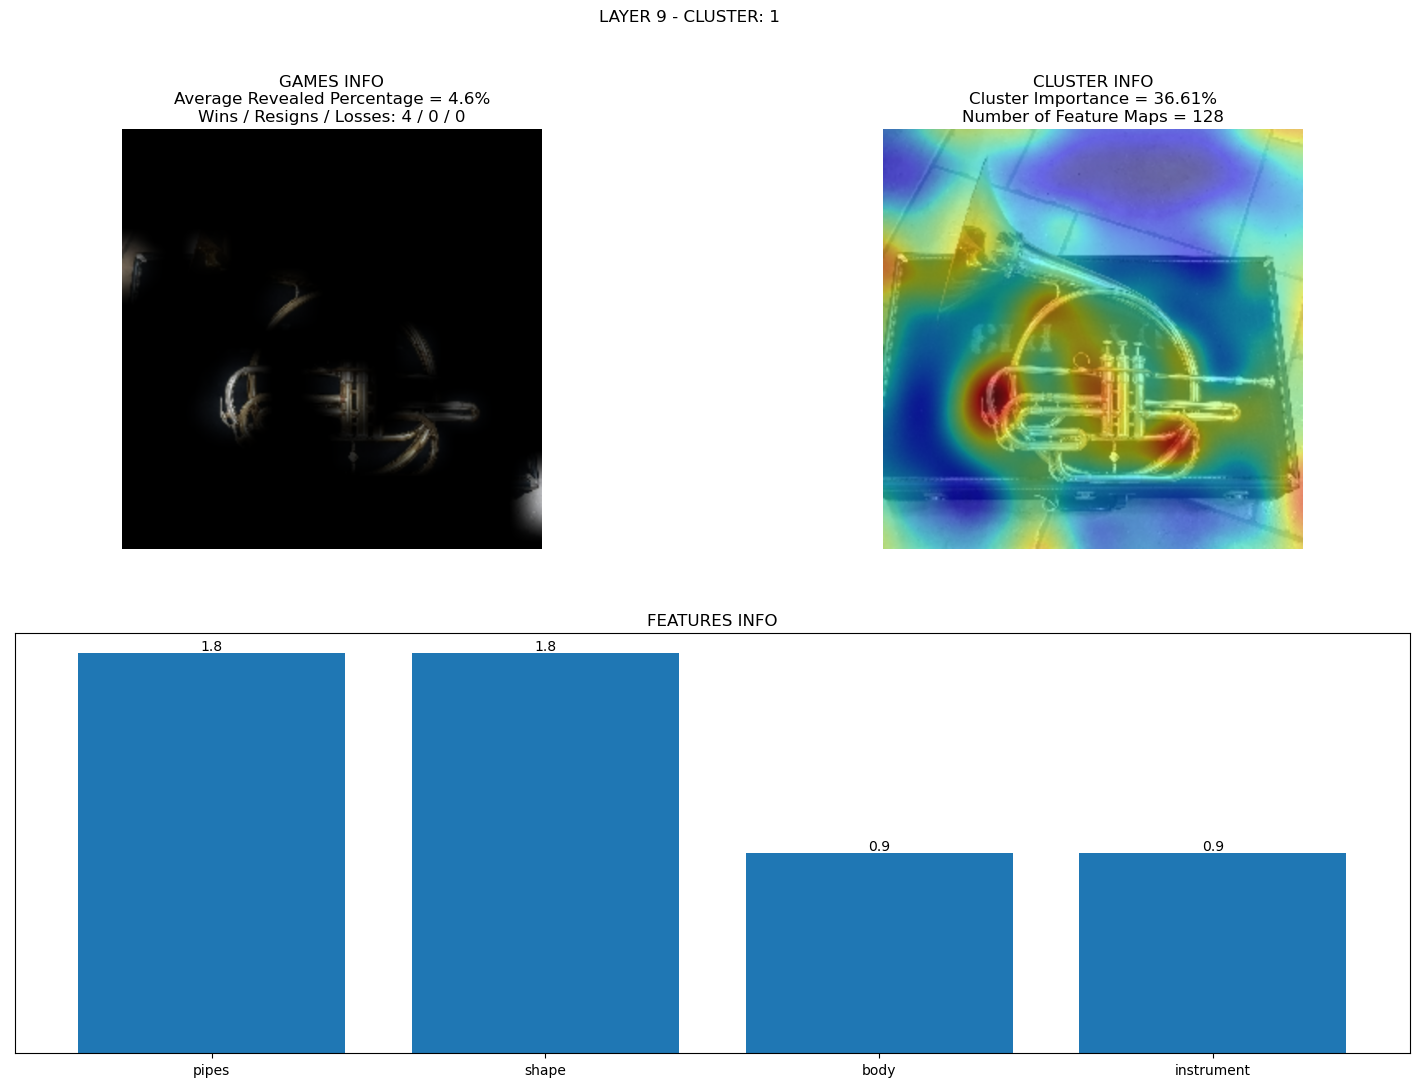 LAYER 9 - CLUSTER: 1
GAMES INFO
Average Revealed Percentage = 4.6%
Wins / Resigns / Losses: 4 / 0 / 0
CLUSTER INFO
Cluster Importance = 36.61%
Number of Feature Maps = 128
FEATURES INFO
1.8
1.8
0.9
0.9
pipes
shape
body
instrument